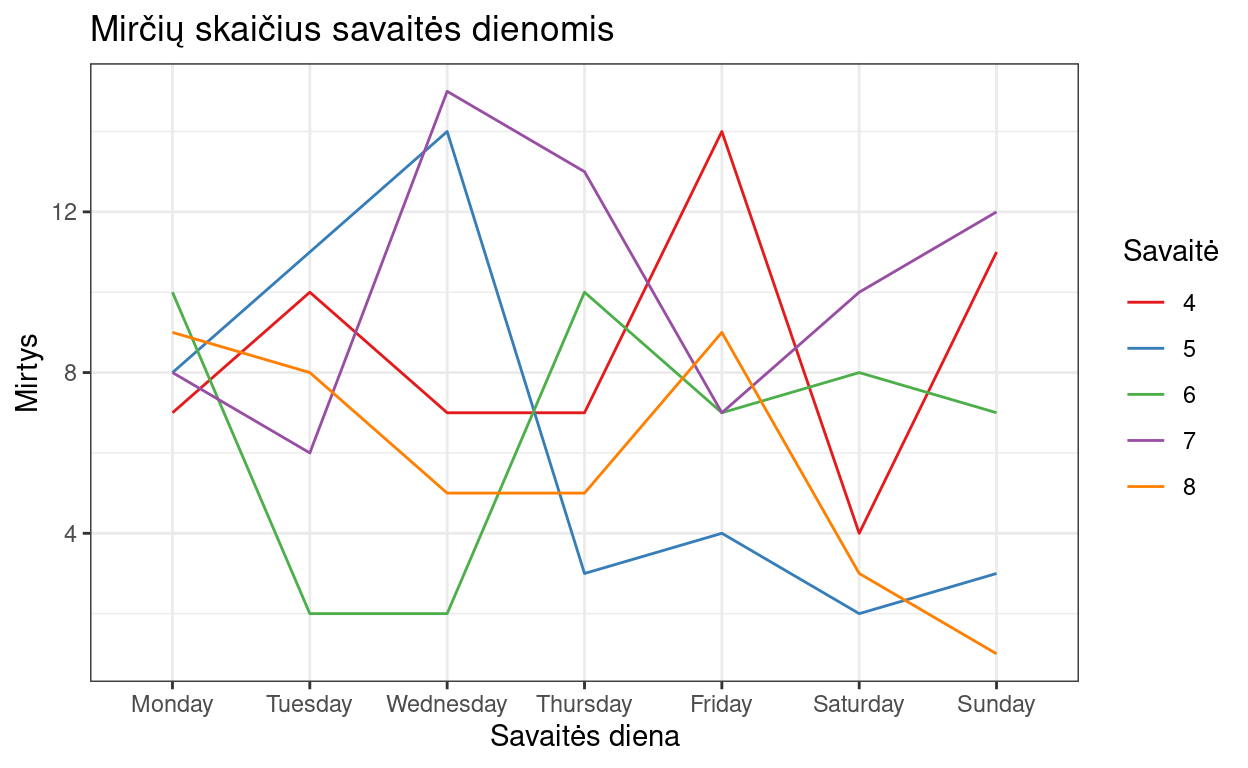 Mirčių skaičius savaitės dienomis
Mirtys
12
8
4
Monday Tuesday Wednesday Thursday Friday Saturday Sunday
Savaitės diena
Savaitė
4
5
6
7
8